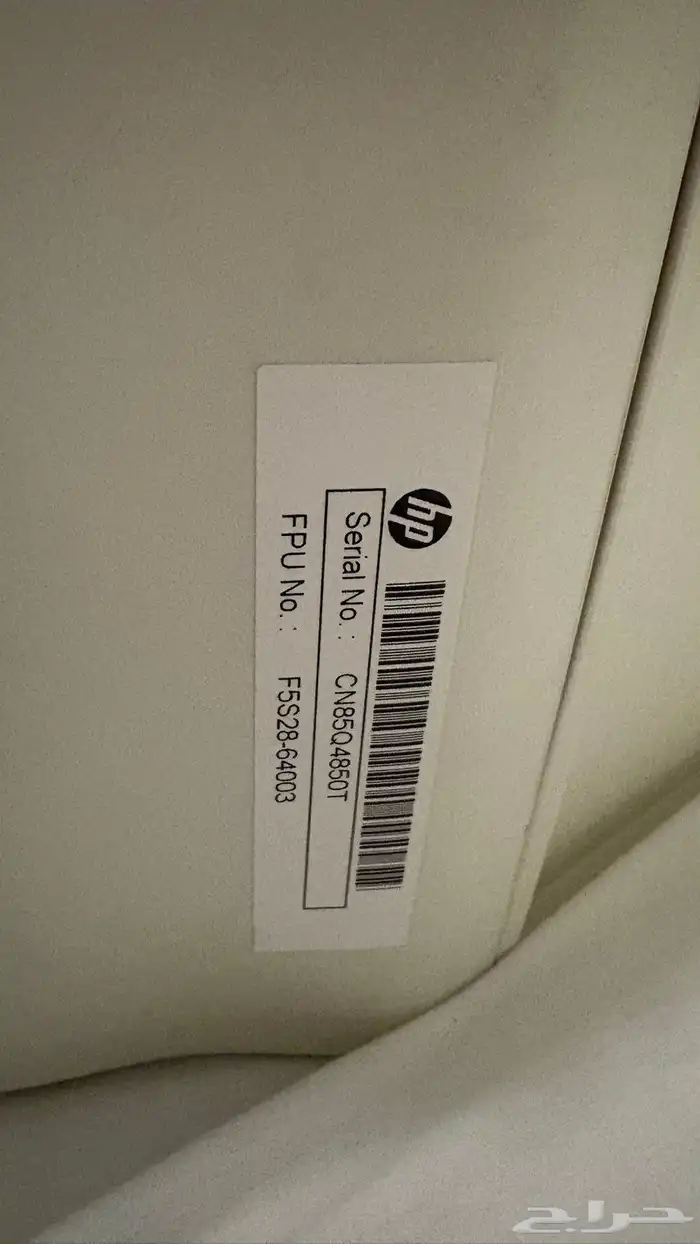 hp
Serial No. : CN85Q4850T
FPU No. : F5S28-64003
حراج